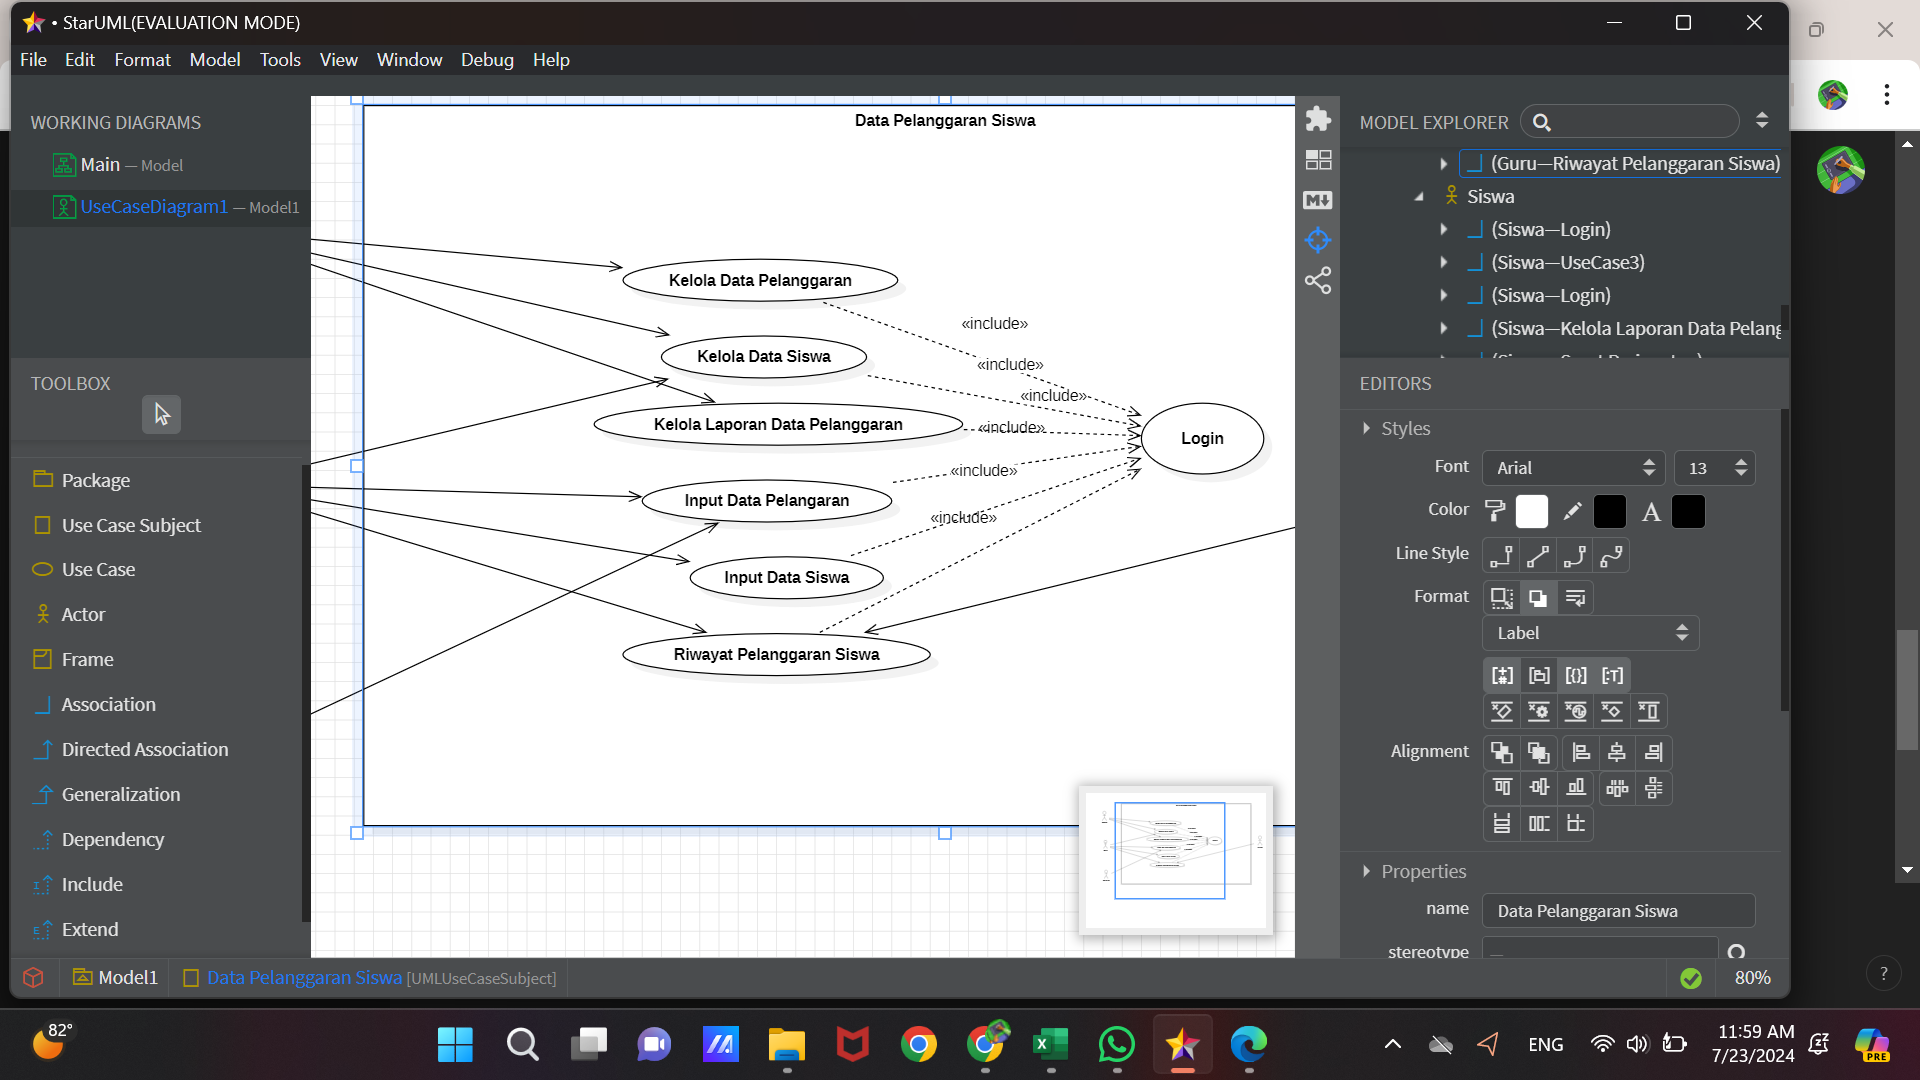 • StarUML(EVALUATION MODE)
File Edit Format Model Tools View Window Debug Help
WORKING DIAGRAMS
Main — Model
UseCaseDiagram1 — Model1
TOOLBOX
Package
Use Case Subject
Use Case
Actor
Frame
Association
Directed Association
Generalization
Dependency
Include
Extend
Data Pelanggaran Siswa
Kelola Data Pelanggaran
Kelola Data Siswa
Kelola Laporan Data Pelanggaran
Input Data Pelangaran
Input Data Siswa
Riwayat Pelanggaran Siswa
«include»
«include»
«include»
«include»
«include»
«include»
Login
MODEL EXPLORER
(Guru—Riwayat Pelanggaran Siswa)
Siswa
(Siswa—Login)
(Siswa—UseCase3)
(Siswa—Login)
(Siswa—Kelola Laporan Data Pelang
EDITORS
Styles
Font Arial 13
Color A
Line Style
Format
Label
Alignment
Properties
name Data Pelanggaran Siswa
stereotype —
Model1 Data Pelanggaran Siswa [UMLUseCaseSubject]
80%
?
82°
ENG
11:59 AM
7/23/2024
PRE